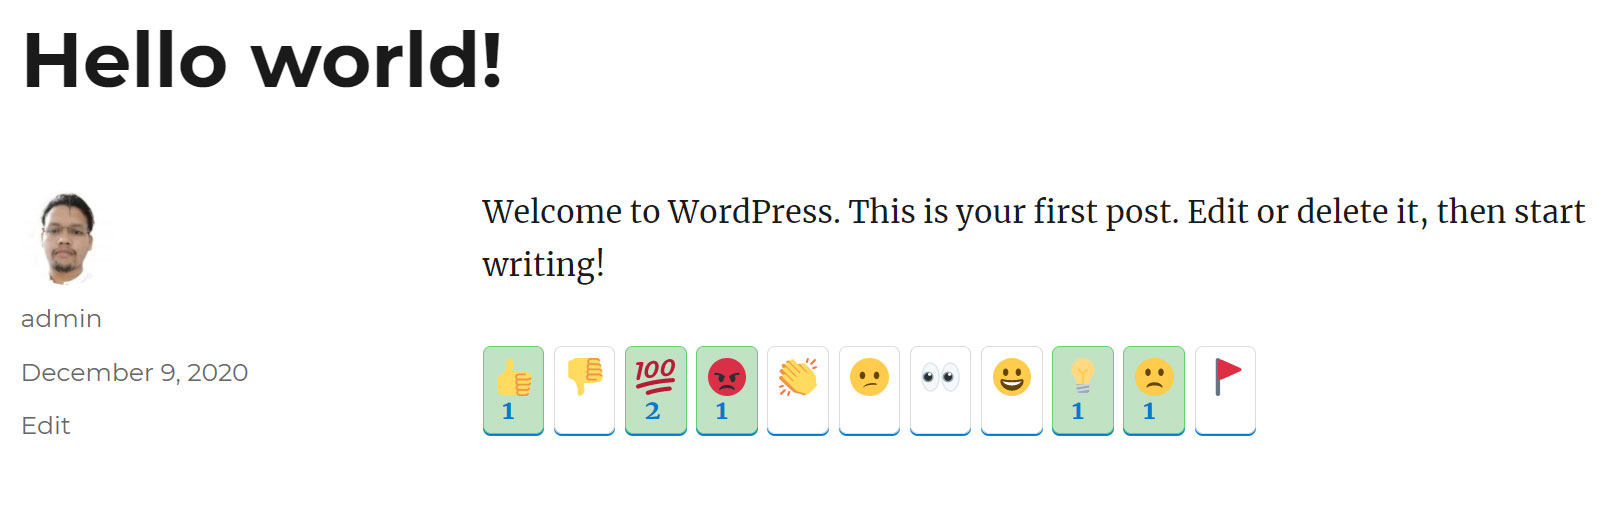 Hello world!
Welcome to WordPress. This is your first post. Edit or delete it, then start
writing!
admin
December 9, 2020
Edit
1 100 2 1 1 1